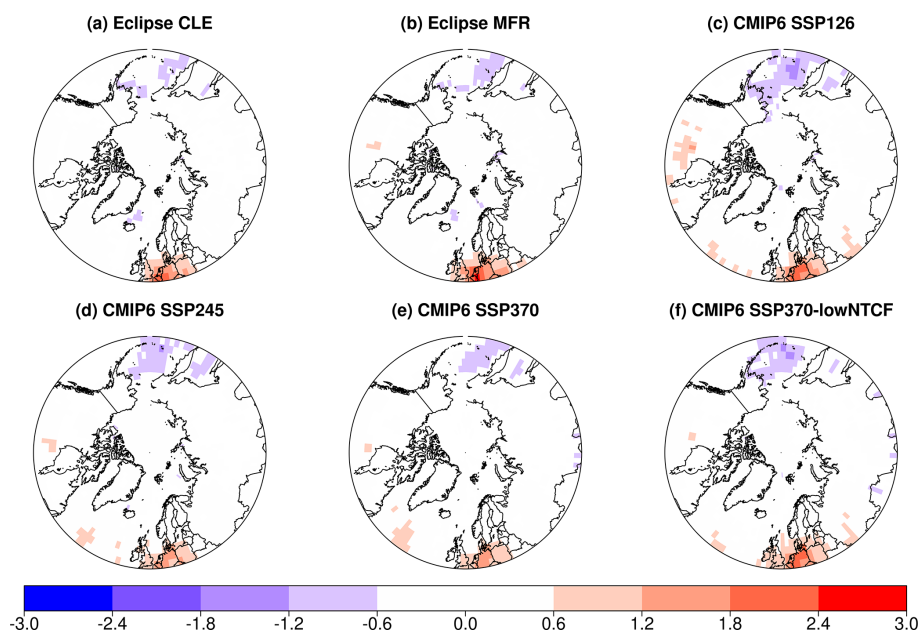 (a) Eclipse CLE (b) Eclipse MFR (c) CMIP6 SSP126
(d) CMIP6 SSP245 (e) CMIP6 SSP370 (f) CMIP6 SSP370-lowNTCF
-3.0 -2.4 -1.8 -1.2 -0.6 0.0 0.6 1.2 1.8 2.4 3.0